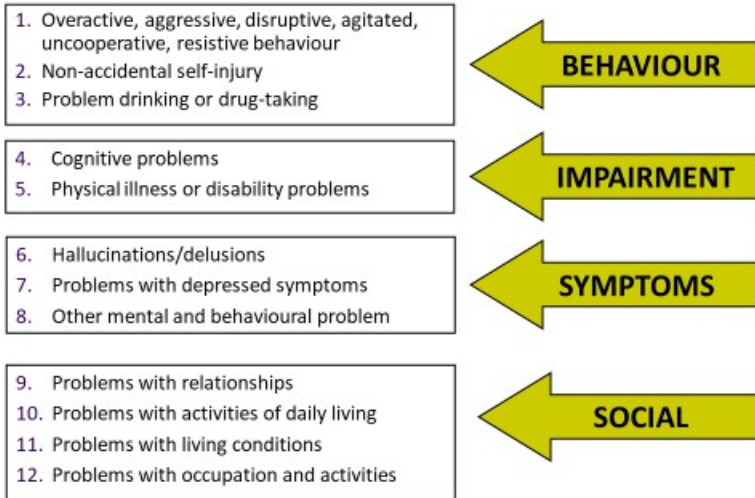 1. Overactive, aggressive, disruptive, agitated,
uncooperative, resistive behaviour
2. Non-accidental self-injury
3. Problem drinking or drug-taking
BEHAVIOUR
4. Cognitive problems
5. Physical illness or disability problems
IMPAIRMENT
6. Hallucinations/delusions
7. Problems with depressed symptoms
8. Other mental and behavioural problem
SYMPTOMS
9. Problems with relationships
10. Problems with activities of daily living
11. Problems with living conditions
12. Problems with occupation and activities
SOCIAL